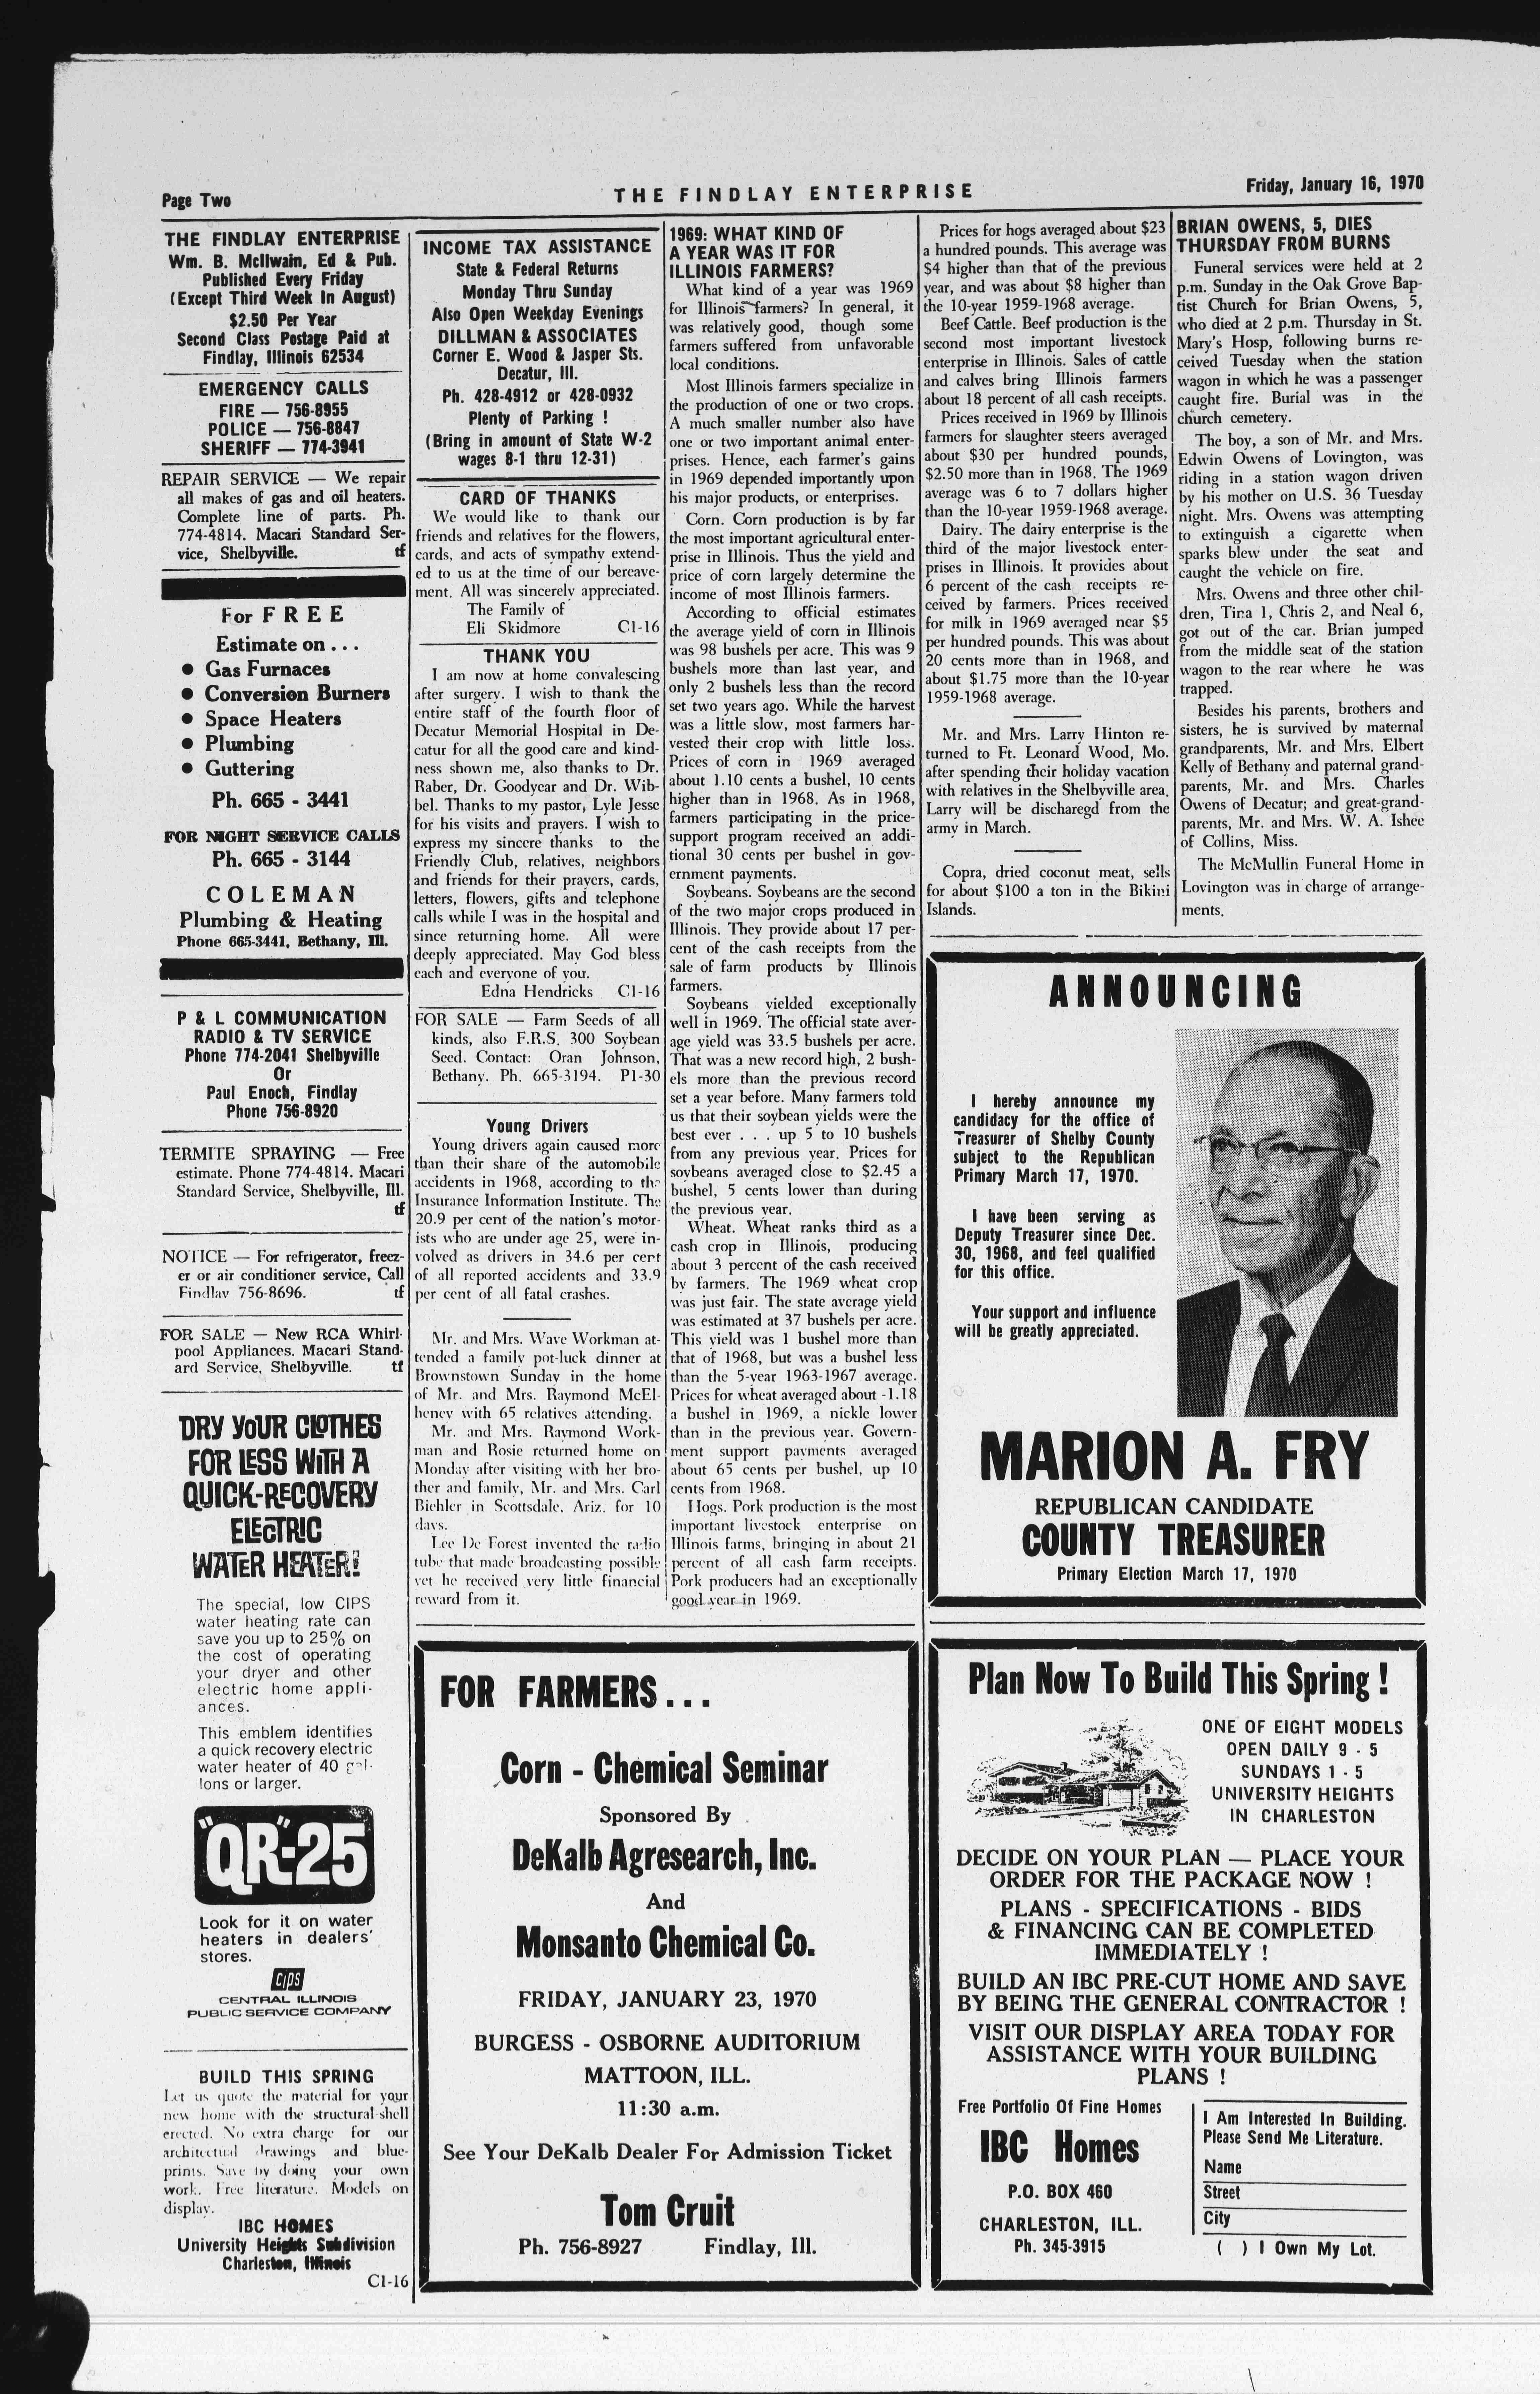 Page Two
THE FINDLAY ENTERPRISE
Friday, January 16, 1970
THE FINDLAY ENTERPRISE
Wm. B. McIlwain, Ed & Pub.
Published Every Friday
(Except Third Week In August)
$2.50 Per Year
Second Class Postage Paid at
Findlay, Illinois 62534
EMERGENCY CALLS
FIRE — 756-8955
POLICE — 756-8847
SHERIFF — 774-3941
REPAIR SERVICE — We repair
all makes of gas and oil heaters.
Complete line of parts. Ph.
774-4814. Macari Standard Ser-
vice, Shelbyville. tf
For FREE
Estimate on . . .
● Gas Furnaces
● Conversion Burners
● Space Heaters
● Plumbing
● Guttering
Ph. 665 - 3441
FOR NIGHT SERVICE CALLS
Ph. 665 - 3144
COLEMAN
Plumbing & Heating
Phone 665-3441, Bethany, Ill.
P & L COMMUNICATION
RADIO & TV SERVICE
Phone 774-2041 Shelbyville
Or
Paul Enoch, Findlay
Phone 756-8920
TERMITE SPRAYING — Free
estimate. Phone 774-4814. Macari
Standard Service, Shelbyville, Ill.
tf
NOTICE — For refrigerator, freez-
er or air conditioner service, Call
Findlay 756-8696. tf
FOR SALE — New RCA Whirl-
pool Appliances. Macari Stand-
ard Service, Shelbyville. tf
DRY YOUR CLOTHES
FOR LESS WITH A
QUICK-RECOVERY
ELECTRIC
WATER HEATER!
The special, low CIPS
water heating rate can
save you up to 25% on
the cost of operating
your dryer and other
electric home appli-
ances.
This emblem identifies
a quick recovery electric
water heater of 40 gal-
lons or larger.
"QR"-25
Look for it on water
heaters in dealers'
stores.
CIPS
CENTRAL ILLINOIS
PUBLIC SERVICE COMPANY
BUILD THIS SPRING
Let us quote the material for your
new home with the structural shell
erected. No extra charge for our
architectual drawings and blue-
prints. Save by doing your own
work. Free literature. Models on
display.
IBC HOMES
University Heights Subdivision
Charleston, Illinois
C1-16
INCOME TAX ASSISTANCE
State & Federal Returns
Monday Thru Sunday
Also Open Weekday Evenings
DILLMAN & ASSOCIATES
Corner E. Wood & Jasper Sts.
Decatur, Ill.
Ph. 428-4912 or 428-0932
Plenty of Parking !
(Bring in amount of State W-2
wages 8-1 thru 12-31)
CARD OF THANKS
We would like to thank our
friends and relatives for the flowers,
cards, and acts of sympathy extend-
ed to us at the time of our bereave-
ment. All was sincerely appreciated.
The Family of
Eli Skidmore C1-16
THANK YOU
I am now at home convalescing
after surgery. I wish to thank the
entire staff of the fourth floor of
Decatur Memorial Hospital in De-
catur for all the good care and kind-
ness shown me, also thanks to Dr.
Raber, Dr. Goodyear and Dr. Wib-
bel. Thanks to my pastor, Lyle Jesse
for his visits and prayers. I wish to
express my sincere thanks to the
Friendly Club, relatives, neighbors
and friends for their prayers, cards,
letters, flowers, gifts and telephone
calls while I was in the hospital and
since returning home. All were
deeply appreciated. May God bless
each and everyone of you.
Edna Hendricks C1-16
FOR SALE — Farm Seeds of all
kinds, also F.R.S. 300 Soybean
Seed. Contact: Oran Johnson,
Bethany. Ph. 665-3194. P1-30
Young Drivers
Young drivers again caused more
than their share of the automobile
accidents in 1968, according to the
Insurance Information Institute. The
20.9 per cent of the nation's motor-
ists who are under age 25, were in-
volved as drivers in 34.6 per cent
of all reported accidents and 33.9
per cent of all fatal crashes.
Mr. and Mrs. Wave Workman at-
tended a family pot-luck dinner at
Brownstown Sunday in the home
of Mr. and Mrs. Raymond McEl-
heney with 65 relatives attending.
Mr. and Mrs. Raymond Work-
man and Rosie returned home on
Monday after visiting with her bro-
ther and family, Mr. and Mrs. Carl
Biehler in Scottsdale, Ariz. for 10
days.
Lee De Forest invented the radio
tube that made broadcasting possible
yet he received very little financial
reward from it.
1969: WHAT KIND OF
A YEAR WAS IT FOR
ILLINOIS FARMERS?
What kind of a year was 1969
for Illinois farmers? In general, it
was relatively good, though some
farmers suffered from unfavorable
local conditions.
Most Illinois farmers specialize in
the production of one or two crops.
A much smaller number also have
one or two important animal enter-
prises. Hence, each farmer's gains
in 1969 depended importantly upon
his major products, or enterprises.
Corn. Corn production is by far
the most important agricultural enter-
prise in Illinois. Thus the yield and
price of corn largely determine the
income of most Illinois farmers.
According to official estimates
the average yield of corn in Illinois
was 98 bushels per acre. This was 9
bushels more than last year, and
only 2 bushels less than the record
set two years ago. While the harvest
was a little slow, most farmers har-
vested their crop with little loss.
Prices of corn in 1969 averaged
about 1.10 cents a bushel, 10 cents
higher than in 1968. As in 1968,
farmers participating in the price-
support program received an addi-
tional 30 cents per bushel in gov-
ernment payments.
Soybeans. Soybeans are the second
of the two major crops produced in
Illinois. They provide about 17 per-
cent of the cash receipts from the
sale of farm products by Illinois
farmers.
Soybeans yielded exceptionally
well in 1969. The official state aver-
age yield was 33.5 bushels per acre.
That was a new record high, 2 bush-
els more than the previous record
set a year before. Many farmers told
us that their soybean yields were the
best ever . . . up 5 to 10 bushels
from any previous year. Prices for
soybeans averaged close to $2.45 a
bushel, 5 cents lower than during
the previous year.
Wheat. Wheat ranks third as a
cash crop in Illinois, producing
about 3 percent of the cash received
by farmers. The 1969 wheat crop
was just fair. The state average yield
was estimated at 37 bushels per acre.
This yield was 1 bushel more than
that of 1968, but was a bushel less
than the 5-year 1963-1967 average.
Prices for wheat averaged about -1.18
a bushel in 1969, a nickle lower
than in the previous year. Govern-
ment support payments averaged
about 65 cents per bushel, up 10
cents from 1968.
Hogs. Pork production is the most
important livestock enterprise on
Illinois farms, bringing in about 21
percent of all cash farm receipts.
Pork producers had an exceptionally
good year in 1969.
Prices for hogs averaged about $23
a hundred pounds. This average was
$4 higher than that of the previous
year, and was about $8 higher than
the 10-year 1959-1968 average.
Beef Cattle. Beef production is the
second most important livestock
enterprise in Illinois. Sales of cattle
and calves bring Illinois farmers
about 18 percent of all cash receipts.
Prices received in 1969 by Illinois
farmers for slaughter steers averaged
about $30 per hundred pounds,
$2.50 more than in 1968. The 1969
average was 6 to 7 dollars higher
than the 10-year 1959-1968 average.
Dairy. The dairy enterprise is the
third of the major livestock enter-
prises in Illinois. It provides about
6 percent of the cash receipts re-
ceived by farmers. Prices received
for milk in 1969 averaged near $5
per hundred pounds. This was about
20 cents more than in 1968, and
about $1.75 more than the 10-year
1959-1968 average.
Mr. and Mrs. Larry Hinton re-
turned to Ft. Leonard Wood, Mo.
after spending their holiday vacation
with relatives in the Shelbyville area.
Larry will be dischared from the
army in March.
Copra, dried coconut meat, sells
for about $100 a ton in the Bikini
Islands.
BRIAN OWENS, 5, DIES
THURSDAY FROM BURNS
Funeral services were held at 2
p.m. Sunday in the Oak Grove Bap-
tist Church for Brian Owens, 5,
who died at 2 p.m. Thursday in St.
Mary's Hosp, following burns re-
ceived Tuesday when the station
wagon in which he was a passenger
caught fire. Burial was in the
church cemetery.
The boy, a son of Mr. and Mrs.
Edwin Owens of Lovington, was
riding in a station wagon driven
by his mother on U.S. 36 Tuesday
night. Mrs. Owens was attempting
to extinguish a cigarette when
sparks blew under the seat and
caught the vehicle on fire.
Mrs. Owens and three other chil-
dren, Tina 1, Chris 2, and Neal 6,
got out of the car. Brian jumped
from the middle seat of the station
wagon to the rear where he was
trapped.
Besides his parents, brothers and
sisters, he is survived by maternal
grandparents, Mr. and Mrs. Elbert
Kelly of Bethany and paternal grand-
parents, Mr. and Mrs. Charles
Owens of Decatur; and great-grand-
parents, Mr. and Mrs. W. A. Ishee
of Collins, Miss.
The McMullin Funeral Home in
Lovington was in charge of arrange-
ments.
ANNOUNCING
I hereby announce my
candidacy for the office of
Treasurer of Shelby County
subject to the Republican
Primary March 17, 1970.
I have been serving as
Deputy Treasurer since Dec.
30, 1968, and feel qualified
for this office.
Your support and influence
will be greatly appreciated.
MARION A. FRY
REPUBLICAN CANDIDATE
COUNTY TREASURER
Primary Election March 17, 1970
FOR FARMERS . . .
Corn - Chemical Seminar
Sponsored By
DeKalb Agresearch, Inc.
And
Monsanto Chemical Co.
FRIDAY, JANUARY 23, 1970
BURGESS - OSBORNE AUDITORIUM
MATTOON, ILL.
11:30 a.m.
See Your DeKalb Dealer For Admission Ticket
Tom Cruit
Ph. 756-8927 Findlay, Ill.
Plan Now To Build This Spring !
ONE OF EIGHT MODELS
OPEN DAILY 9 - 5
SUNDAYS 1 - 5
UNIVERSITY HEIGHTS
IN CHARLESTON
DECIDE ON YOUR PLAN — PLACE YOUR
ORDER FOR THE PACKAGE NOW !
PLANS - SPECIFICATIONS - BIDS
& FINANCING CAN BE COMPLETED
IMMEDIATELY !
BUILD AN IBC PRE-CUT HOME AND SAVE
BY BEING THE GENERAL CONTRACTOR !
VISIT OUR DISPLAY AREA TODAY FOR
ASSISTANCE WITH YOUR BUILDING
PLANS !
Free Portfolio Of Fine Homes
IBC Homes
P.O. BOX 460
CHARLESTON, ILL.
Ph. 345-3915
I Am Interested In Building.
Please Send Me Literature.
Name
Street
City
( ) I Own My Lot.